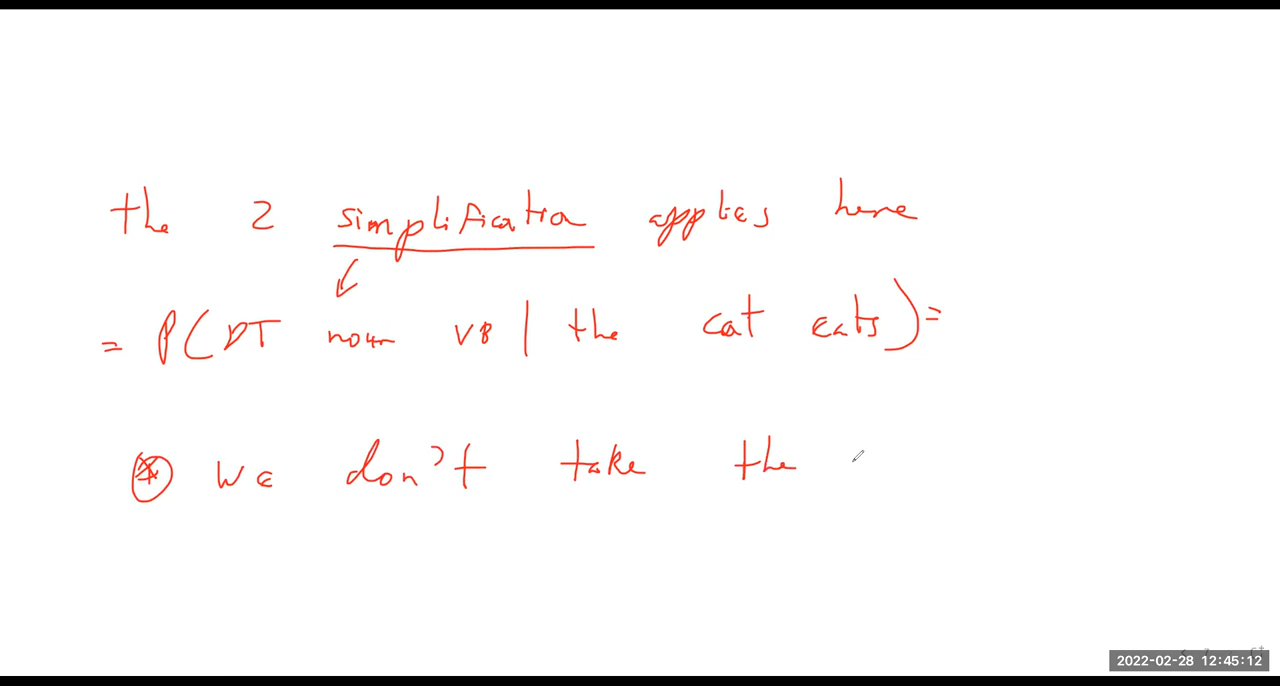 the 2 simplification applies here
= P(DT noun VB | the cat eats) =
⊛ we don't take the
2022-02-28 12:45:12